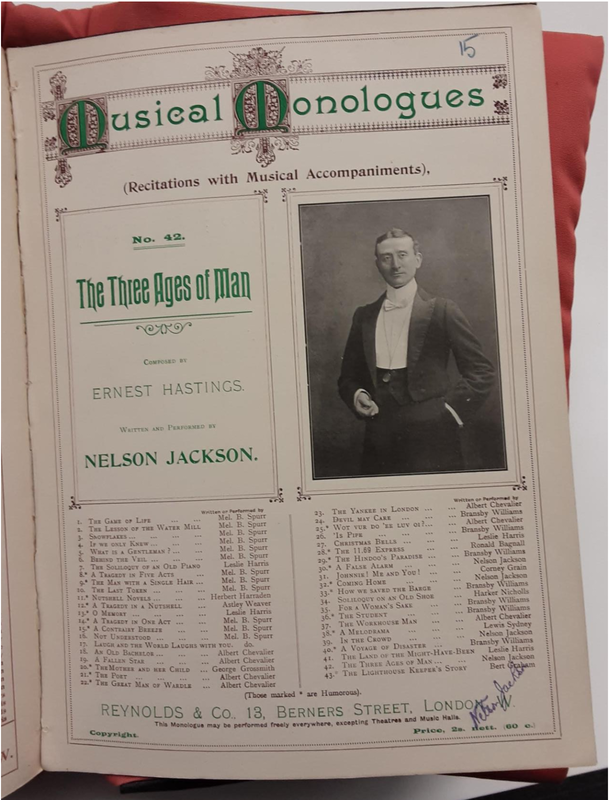 15
Musical Monologues
(Recitations with Musical Accompaniments),
No. 42.
The Three Ages of Man
Composed by
ERNEST HASTINGS.
Written and Performed by
NELSON JACKSON.
Written or Performed by
1. The Game of Life ... ... Mel. B. Spurr
2. The Lesson of the Water Mill Mel. B. Spurr
3. Snowflakes ... ... ... Mel. B. Spurr
4. If we only Knew ... ... Mel. B. Spurr
5. What is a Gentleman? ... ... Mel. B. Spurr
6. Behind the Veil ... ... Mel. B. Spurr
7. The Soliloquy of an Old Piano Leslie Harris
8.* A Tragedy in Five Acts Mel. B. Spurr
9.* The Man with a Single Hair ... Mel. B. Spurr
10. The Last Token ... ... Mel. B. Spurr
11.* Nutshell Novels ... ... Herbert Harraden
12.* A Tragedy in a Nutshell Astley Weaver
13.* O Memory ... ... ... Leslie Harris
14.* A Tragedy in One Act ... Mel. B. Spurr
15.* A Contrairy Breeze ... Mel. B. Spurr
16. Not Understood ... ... Mel. B. Spurr
17. Laugh and the World Laughs with you. do.
18. An Old Bachelor ... ... Albert Chevalier
19. A Fallen Star ... ... Albert Chevalier
20.* The Mother and her Child ... George Grossmith
21.* The Poet ... ... ... Albert Chevalier
22.* The Great Man of Wardle ... Albert Chevalier
Written or Performed by
23. The Yankee in London ... Albert Chevalier
24. Devil may Care ... ... Bransby Williams
25.* Wot vur do 'ee luv oi?... ... Albert Chevalier
26. 'Is Pipe ... ... ... Bransby Williams
27. Christmas Bells ... ... Leslie Harris
28.* The 11.69 Express ... Ronald Bagnall
29.* The Hindoo's Paradise ... Bransby Williams
30.* A False Alarm ... ... Nelson Jackson
31. Johnnie! Me and You! ... Corney Grain
32.* Coming Home ... ... Nelson Jackson
33.* How we saved the Barge Bransby Williams
34. Soliloquy on an Old Shoe Harker Nicholls
35. For a Woman's Sake ... Bransby Williams
36.* The Student ... ... Bransby Williams
37. The Workhouse Man ... Albert Chevalier
38.* A Melodrama ... ... Lewis Sydney
39. In the Crowd ... ... Nelson Jackson
40.* A Voyage of Disaster ... Bransby Williams
41. The Land of the Might-Have-Been Leslie Harris
42. The Three Ages of Man ... Nelson Jackson
43.* The Lighthouse Keeper's Story Bert Graham
(Those marked * are Humorous).
REYNOLDS & Co., 13, BERNERS STREET, LONDON, W.
This Monologue may be performed freely everywhere, excepting Theatres and Music Halls.
Copyright.
Price, 2s. nett. (60 c.)
Nelson Jackson